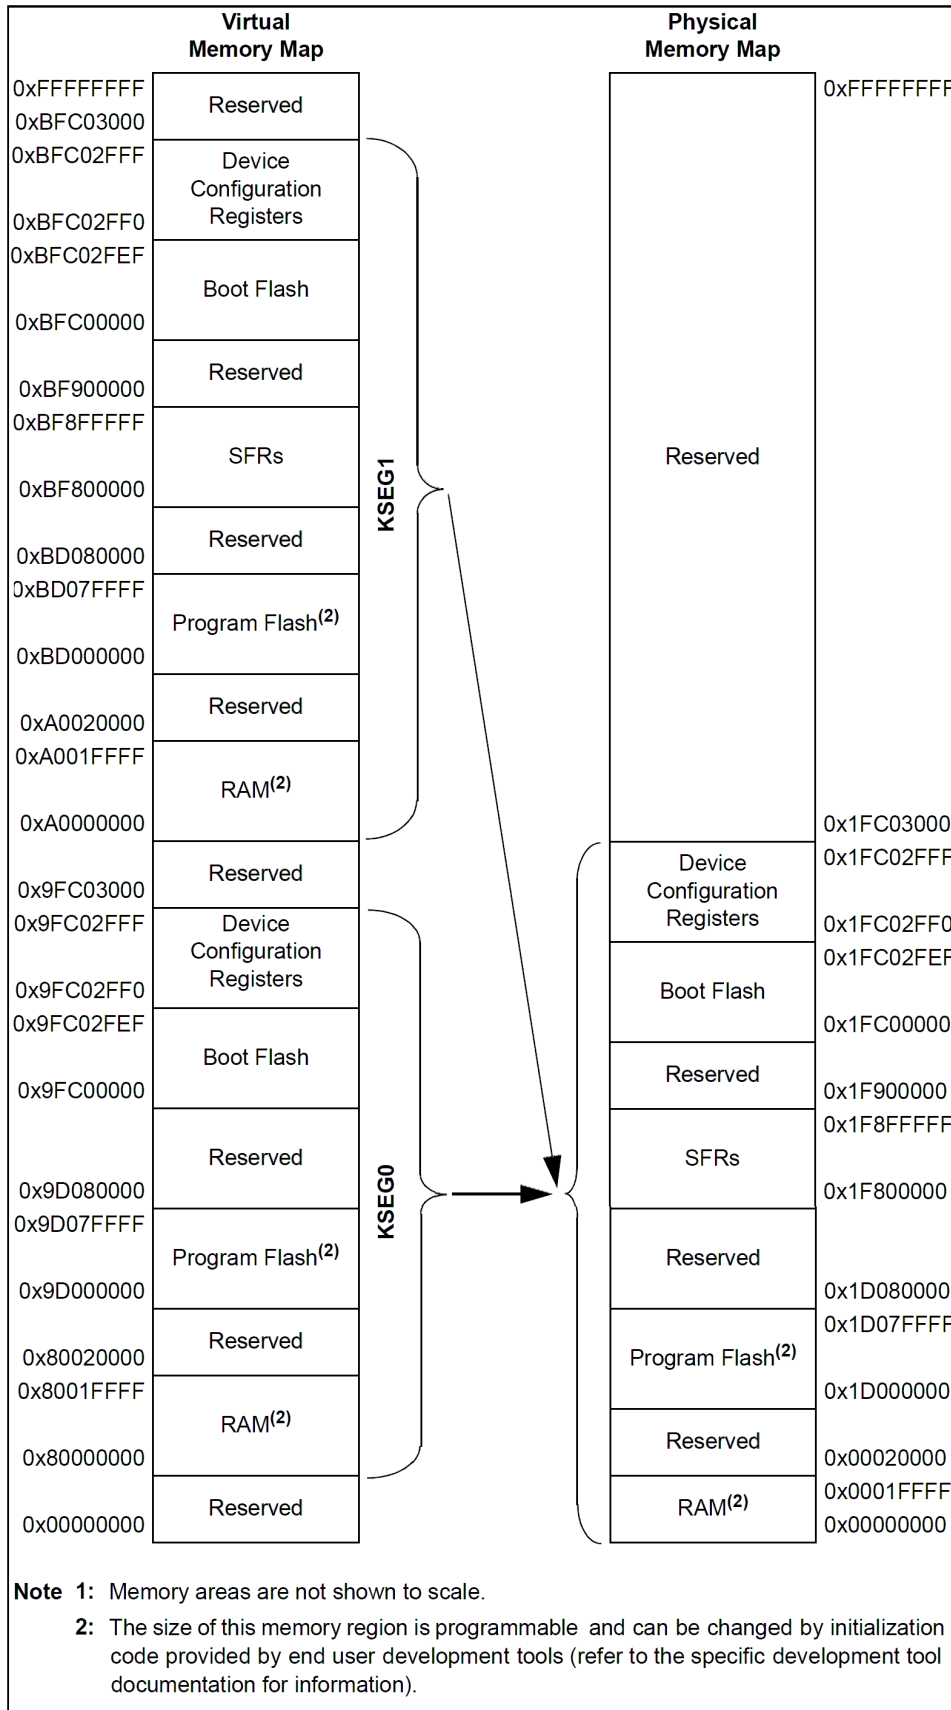 Virtual
Memory Map
Physical
Memory Map
0xFFFFFFFF
Reserved
0xBFC03000
0xBFC02FFF
Device
Configuration
Registers
0xBFC02FF0
0xBFC02FEF
Boot Flash
0xBFC00000
Reserved
0xBF900000
0xBF8FFFFF
SFRs
0xBF800000
Reserved
0xBD080000
0xBD07FFFF
Program Flash(2)
0xBD000000
Reserved
0xA0020000
0xA001FFFF
RAM(2)
0xA0000000
Reserved
0x9FC03000
0x9FC02FFF
Device
Configuration
Registers
0x9FC02FF0
0x9FC02FEF
Boot Flash
0x9FC00000
Reserved
0x9D080000
0x9D07FFFF
Program Flash(2)
0x9D000000
Reserved
0x80020000
0x8001FFFF
RAM(2)
0x80000000
Reserved
0x00000000
KSEG1
KSEG0
0xFFFFFFFF
Reserved
0x1FC03000
0x1FC02FFF
Device
Configuration
Registers
0x1FC02FF0
0x1FC02FEF
Boot Flash
0x1FC00000
Reserved
0x1F900000
0x1F8FFFFF
SFRs
0x1F800000
Reserved
0x1D080000
0x1D07FFFF
Program Flash(2)
0x1D000000
Reserved
0x00020000
0x0001FFFF
RAM(2)
0x00000000
Note 1: Memory areas are not shown to scale.
2: The size of this memory region is programmable and can be changed by initialization
code provided by end user development tools (refer to the specific development tool
documentation for information).